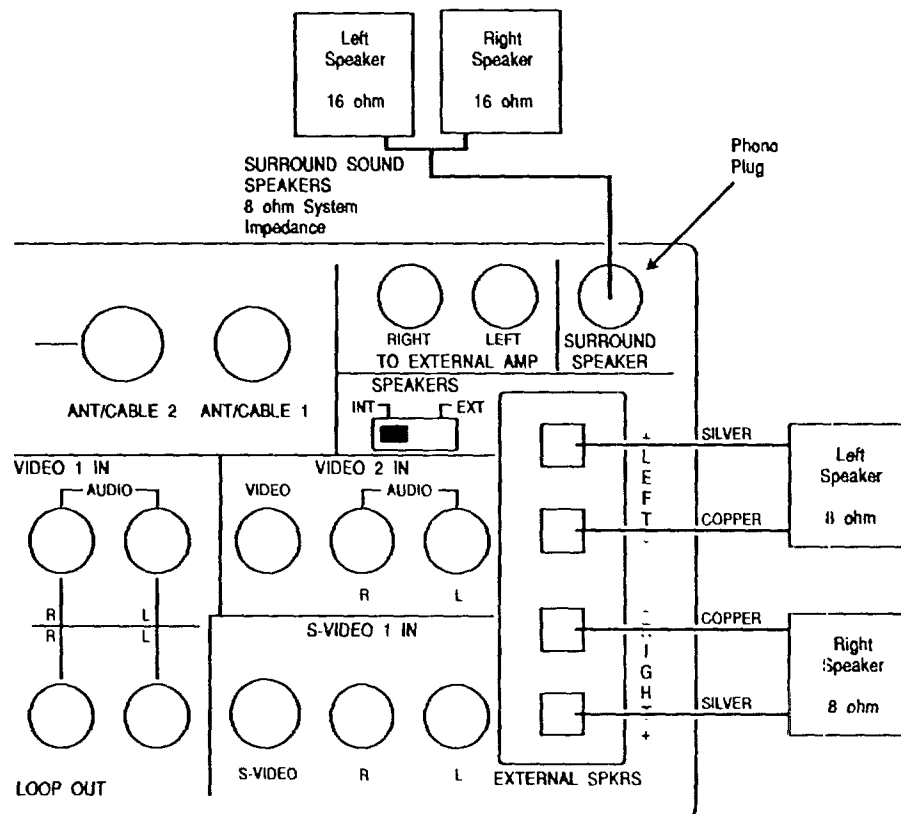 Left
Speaker
16 ohm
Right
Speaker
16 ohm
Phono
Plug
SURROUND SOUND
SPEAKERS
8 ohm System
Impedance
RIGHT
LEFT
TO EXTERNAL AMP
SURROUND
SPEAKER
ANT/CABLE 2
ANT/CABLE 1
SPEAKERS
INT
EXT
VIDEO 1 IN
AUDIO
VIDEO 2 IN
VIDEO
AUDIO
R
L
+ LEFT -
SILVER
COPPER
Left
Speaker
8 ohm
COPPER
SILVER
Right
Speaker
8 ohm
R
L
R
L
S-VIDEO 1 IN
S-VIDEO
R
L
LOOP OUT
EXTERNAL SPKRS